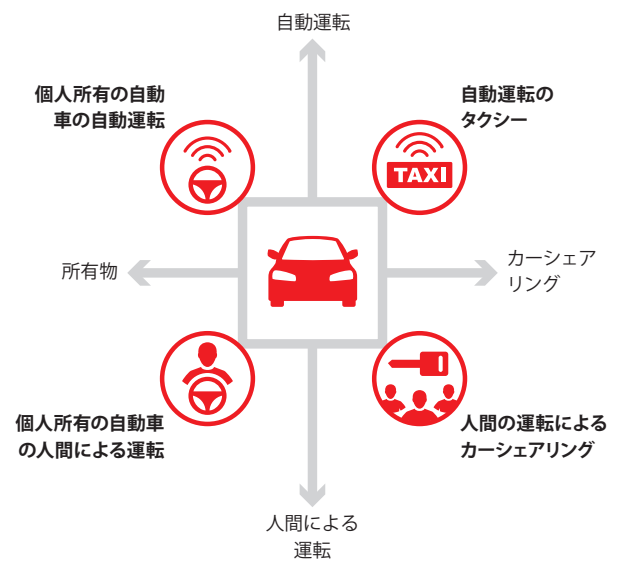 自動運転
個人所有の自動
車の自動運転
自動運転の
タクシー
TAXI
所有物
カーシェア
リング
個人所有の自動車
の人間による運転
人間の運転による
カーシェアリング
人間による
運転